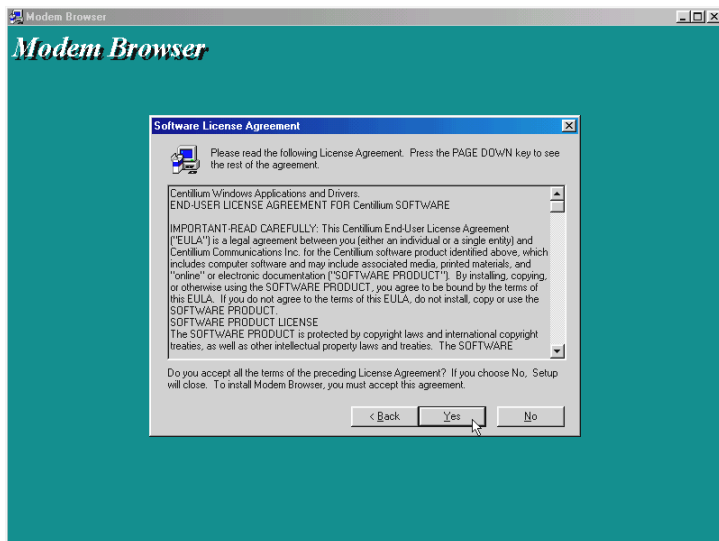 Modem Browser
Modem Browser
Software License Agreement
Please read the following License Agreement. Press the PAGE DOWN key to see
the rest of the agreement.
Centillium Windows Applications and Drivers.
END-USER LICENSE AGREEMENT FOR Centillium SOFTWARE
IMPORTANT-READ CAREFULLY: This Centillium End-User License Agreement
("EULA") is a legal agreement between you (either an individual or a single entity) and
Centillium Communications Inc. for the Centillium software product identified above, which
includes computer software and may include associated media, printed materials, and
"online" or electronic documentation ("SOFTWARE PRODUCT"). By installing, copying,
or otherwise using the SOFTWARE PRODUCT, you agree to be bound by the terms of
this EULA. If you do not agree to the terms of this EULA, do not install, copy or use the
SOFTWARE PRODUCT.
SOFTWARE PRODUCT LICENSE
The SOFTWARE PRODUCT is protected by copyright laws and international copyright
treaties, as well as other intellectual property laws and treaties. The SOFTWARE
Do you accept all the terms of the preceding License Agreement? If you choose No, Setup
will close. To install Modem Browser, you must accept this agreement.
< Back
Yes
No